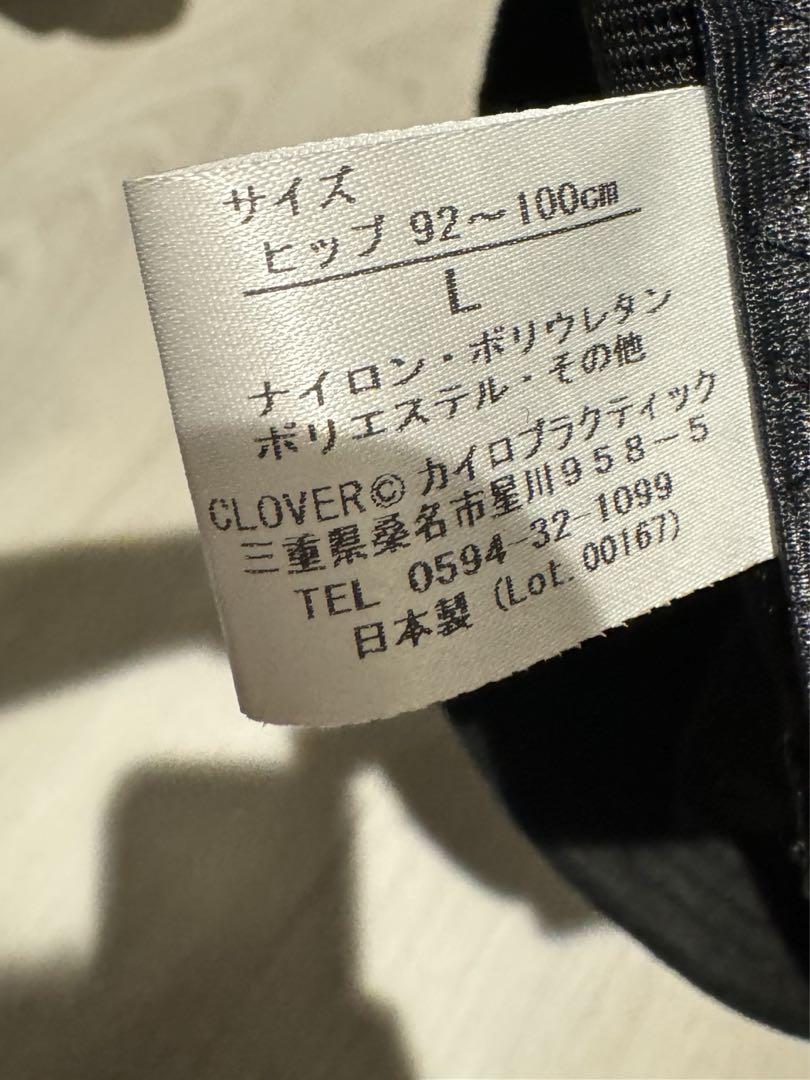 サイズ
ヒップ 92～100cm
L
ナイロン・ポリウレタン
ポリエステル・その他
CLOVER© カイロプラクティック
三重県桑名市星川958-5
TEL 0594-32-1099
日本製 (Lot. 00167)